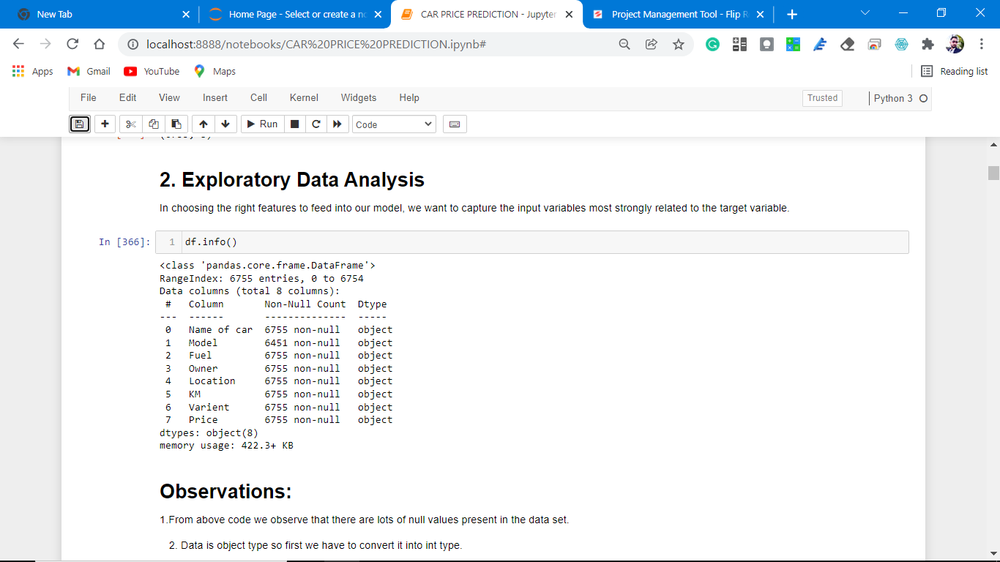 New Tab
Home Page - Select or create a no
CAR PRICE PREDICTION - Jupyter
Project Management Tool - Flip R
localhost:8888/notebooks/CAR%20PRICE%20PREDICTION.ipynb#
Apps Gmail YouTube Maps Reading list
File Edit View Insert Cell Kernel Widgets Help Trusted Python 3
Run Code
2. Exploratory Data Analysis
In choosing the right features to feed into our model, we want to capture the input variables most strongly related to the target variable.
In [366]: 1 df.info()
<class 'pandas.core.frame.DataFrame'>
RangeIndex: 6755 entries, 0 to 6754
Data columns (total 8 columns):
# Column Non-Null Count Dtype
--- ------ -------------- -----
0 Name of car 6755 non-null object
1 Model 6451 non-null object
2 Fuel 6755 non-null object
3 Owner 6755 non-null object
4 Location 6755 non-null object
5 KM 6755 non-null object
6 Varient 6755 non-null object
7 Price 6755 non-null object
dtypes: object(8)
memory usage: 422.3+ KB
Observations:
1.From above code we observe that there are lots of null values present in the data set.
2. Data is object type so first we have to convert it into int type.